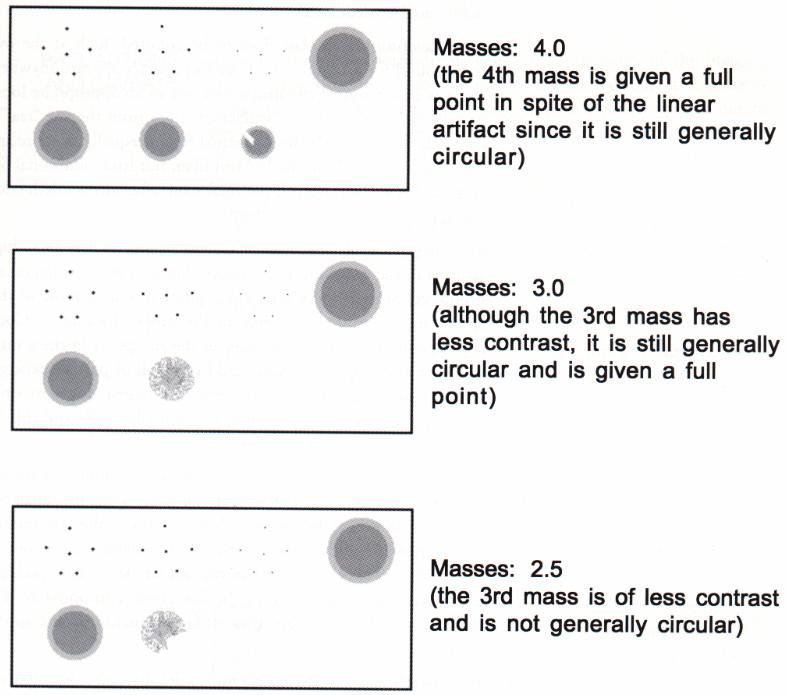 Masses: 4.0
(the 4th mass is given a full
point in spite of the linear
artifact since it is still generally
circular)
Masses: 3.0
(although the 3rd mass has
less contrast, it is still generally
circular and is given a full
point)
Masses: 2.5
(the 3rd mass is of less contrast
and is not generally circular)